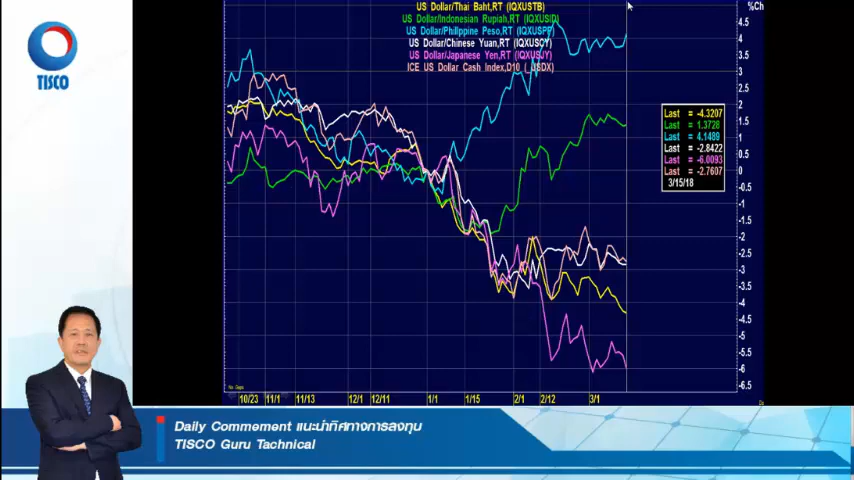 TISCO
US Dollar/Thai Baht,RT (IQXUSTB)
US Dollar/Indonesian Rupiah,RT (IQXUSID)
US Dollar/Philippine Peso,RT (IQXUSPP)
US Dollar/Chinese Yuan,RT (IQXUSCY)
US Dollar/Japanese Yen,RT (IQXUSJY)
ICE US Dollar Cash Index,D10 (_USDX)
%Ch
4.5
4
3.5
3
2.5
2
1.5
1
0.5
0
-0.5
-1
-1.5
-2
-2.5
-3
-3.5
-4
-4.5
-5
-5.5
-6
-6.5
Last = -4.3207
Last = 1.3728
Last = 4.1489
Last = -2.8422
Last = -6.0093
Last = -2.7607
3/15/18
No Gaps
10/23 11/1 11/13 12/1 12/11 1/1 1/15 2/1 2/12 3/1
Daily Commement แนะนำทิศทางการลงทุน
TISCO Guru Tachnical